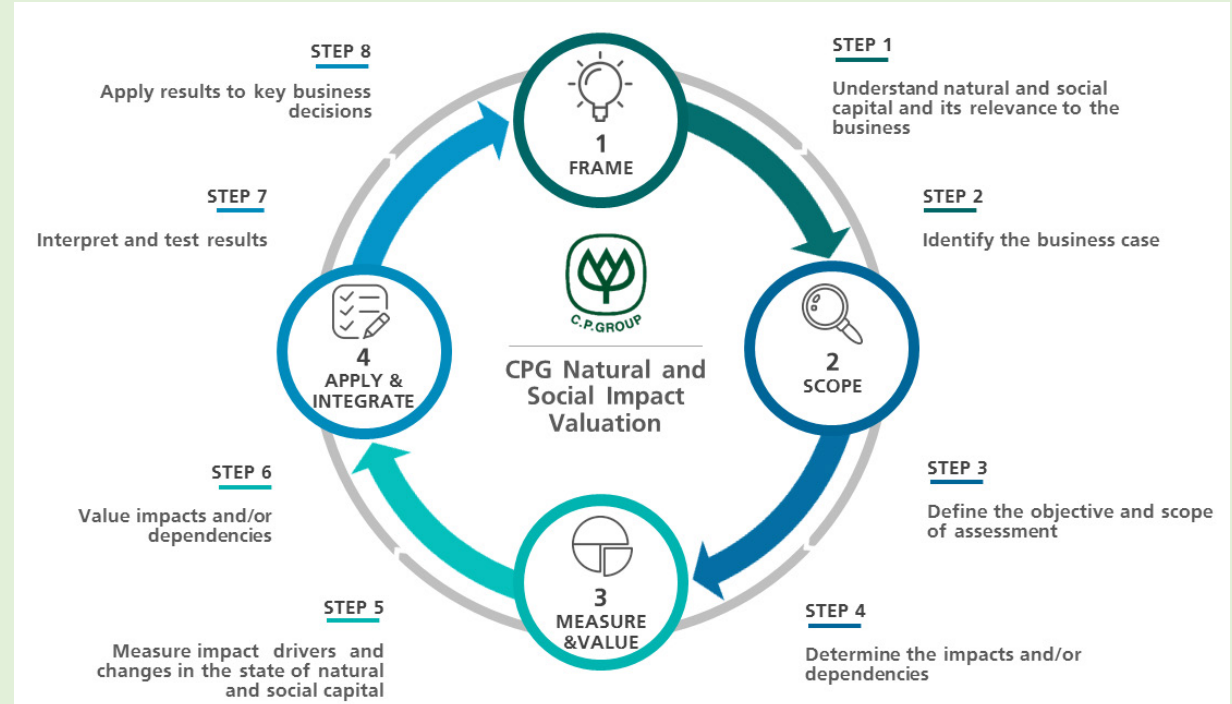 STEP 1
Understand natural and social
capital and its relevance to the
business
STEP 2
Identify the business case
STEP 3
Define the objective and scope
of assessment
STEP 4
Determine the impacts and/or
dependencies
STEP 5
Measure impact drivers and
changes in the state of natural
and social capital
STEP 6
Value impacts and/or
dependencies
STEP 7
Interpret and test results
STEP 8
Apply results to key business
decisions
1
FRAME
2
SCOPE
3
MEASURE
&VALUE
4
APPLY &
INTEGRATE
C.P.GROUP
CPG Natural and
Social Impact
Valuation